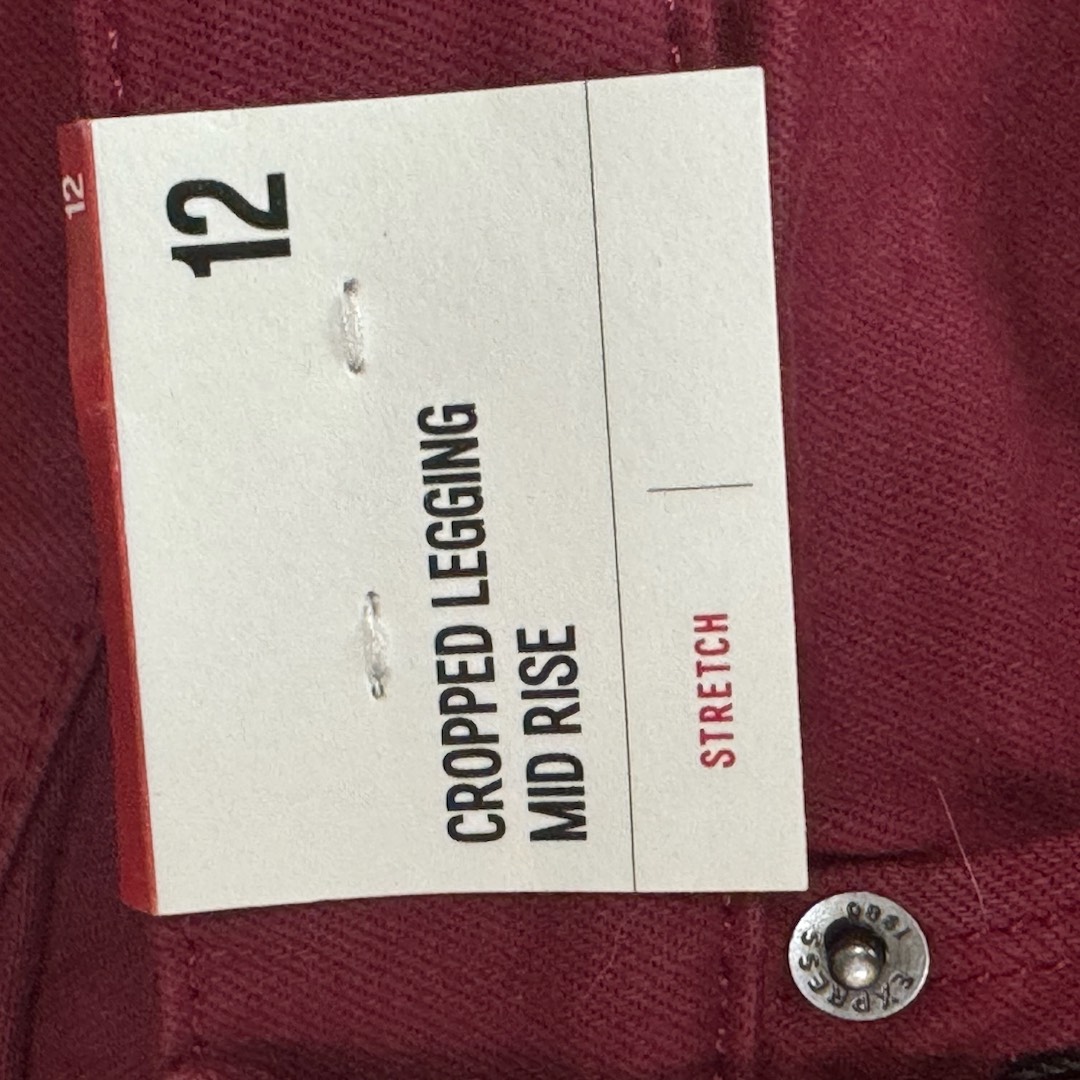 12
12
CROPPED LEGGING
MID RISE
STRETCH
EXPRESS 1980